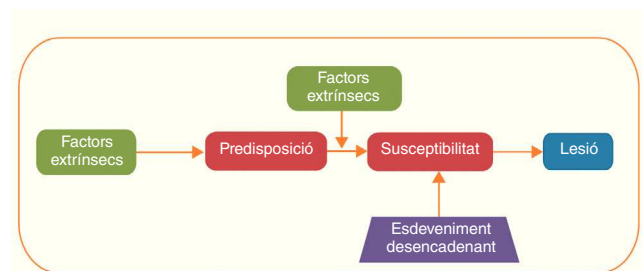 Factors
extrínsecs
Factors
extrínsecs
Predisposició
Susceptibilitat
Lesió
Esdeveniment
desencadenant